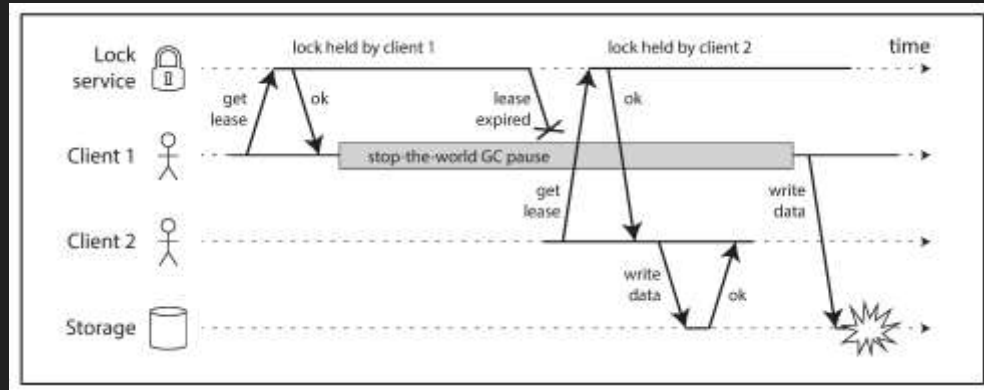 lock held by client 1
lock held by client 2
time
Lock
service
get
lease
ok
lease
expired
ok
Client 1
stop-the-world GC pause
get
lease
write
data
Client 2
write
data
ok
Storage